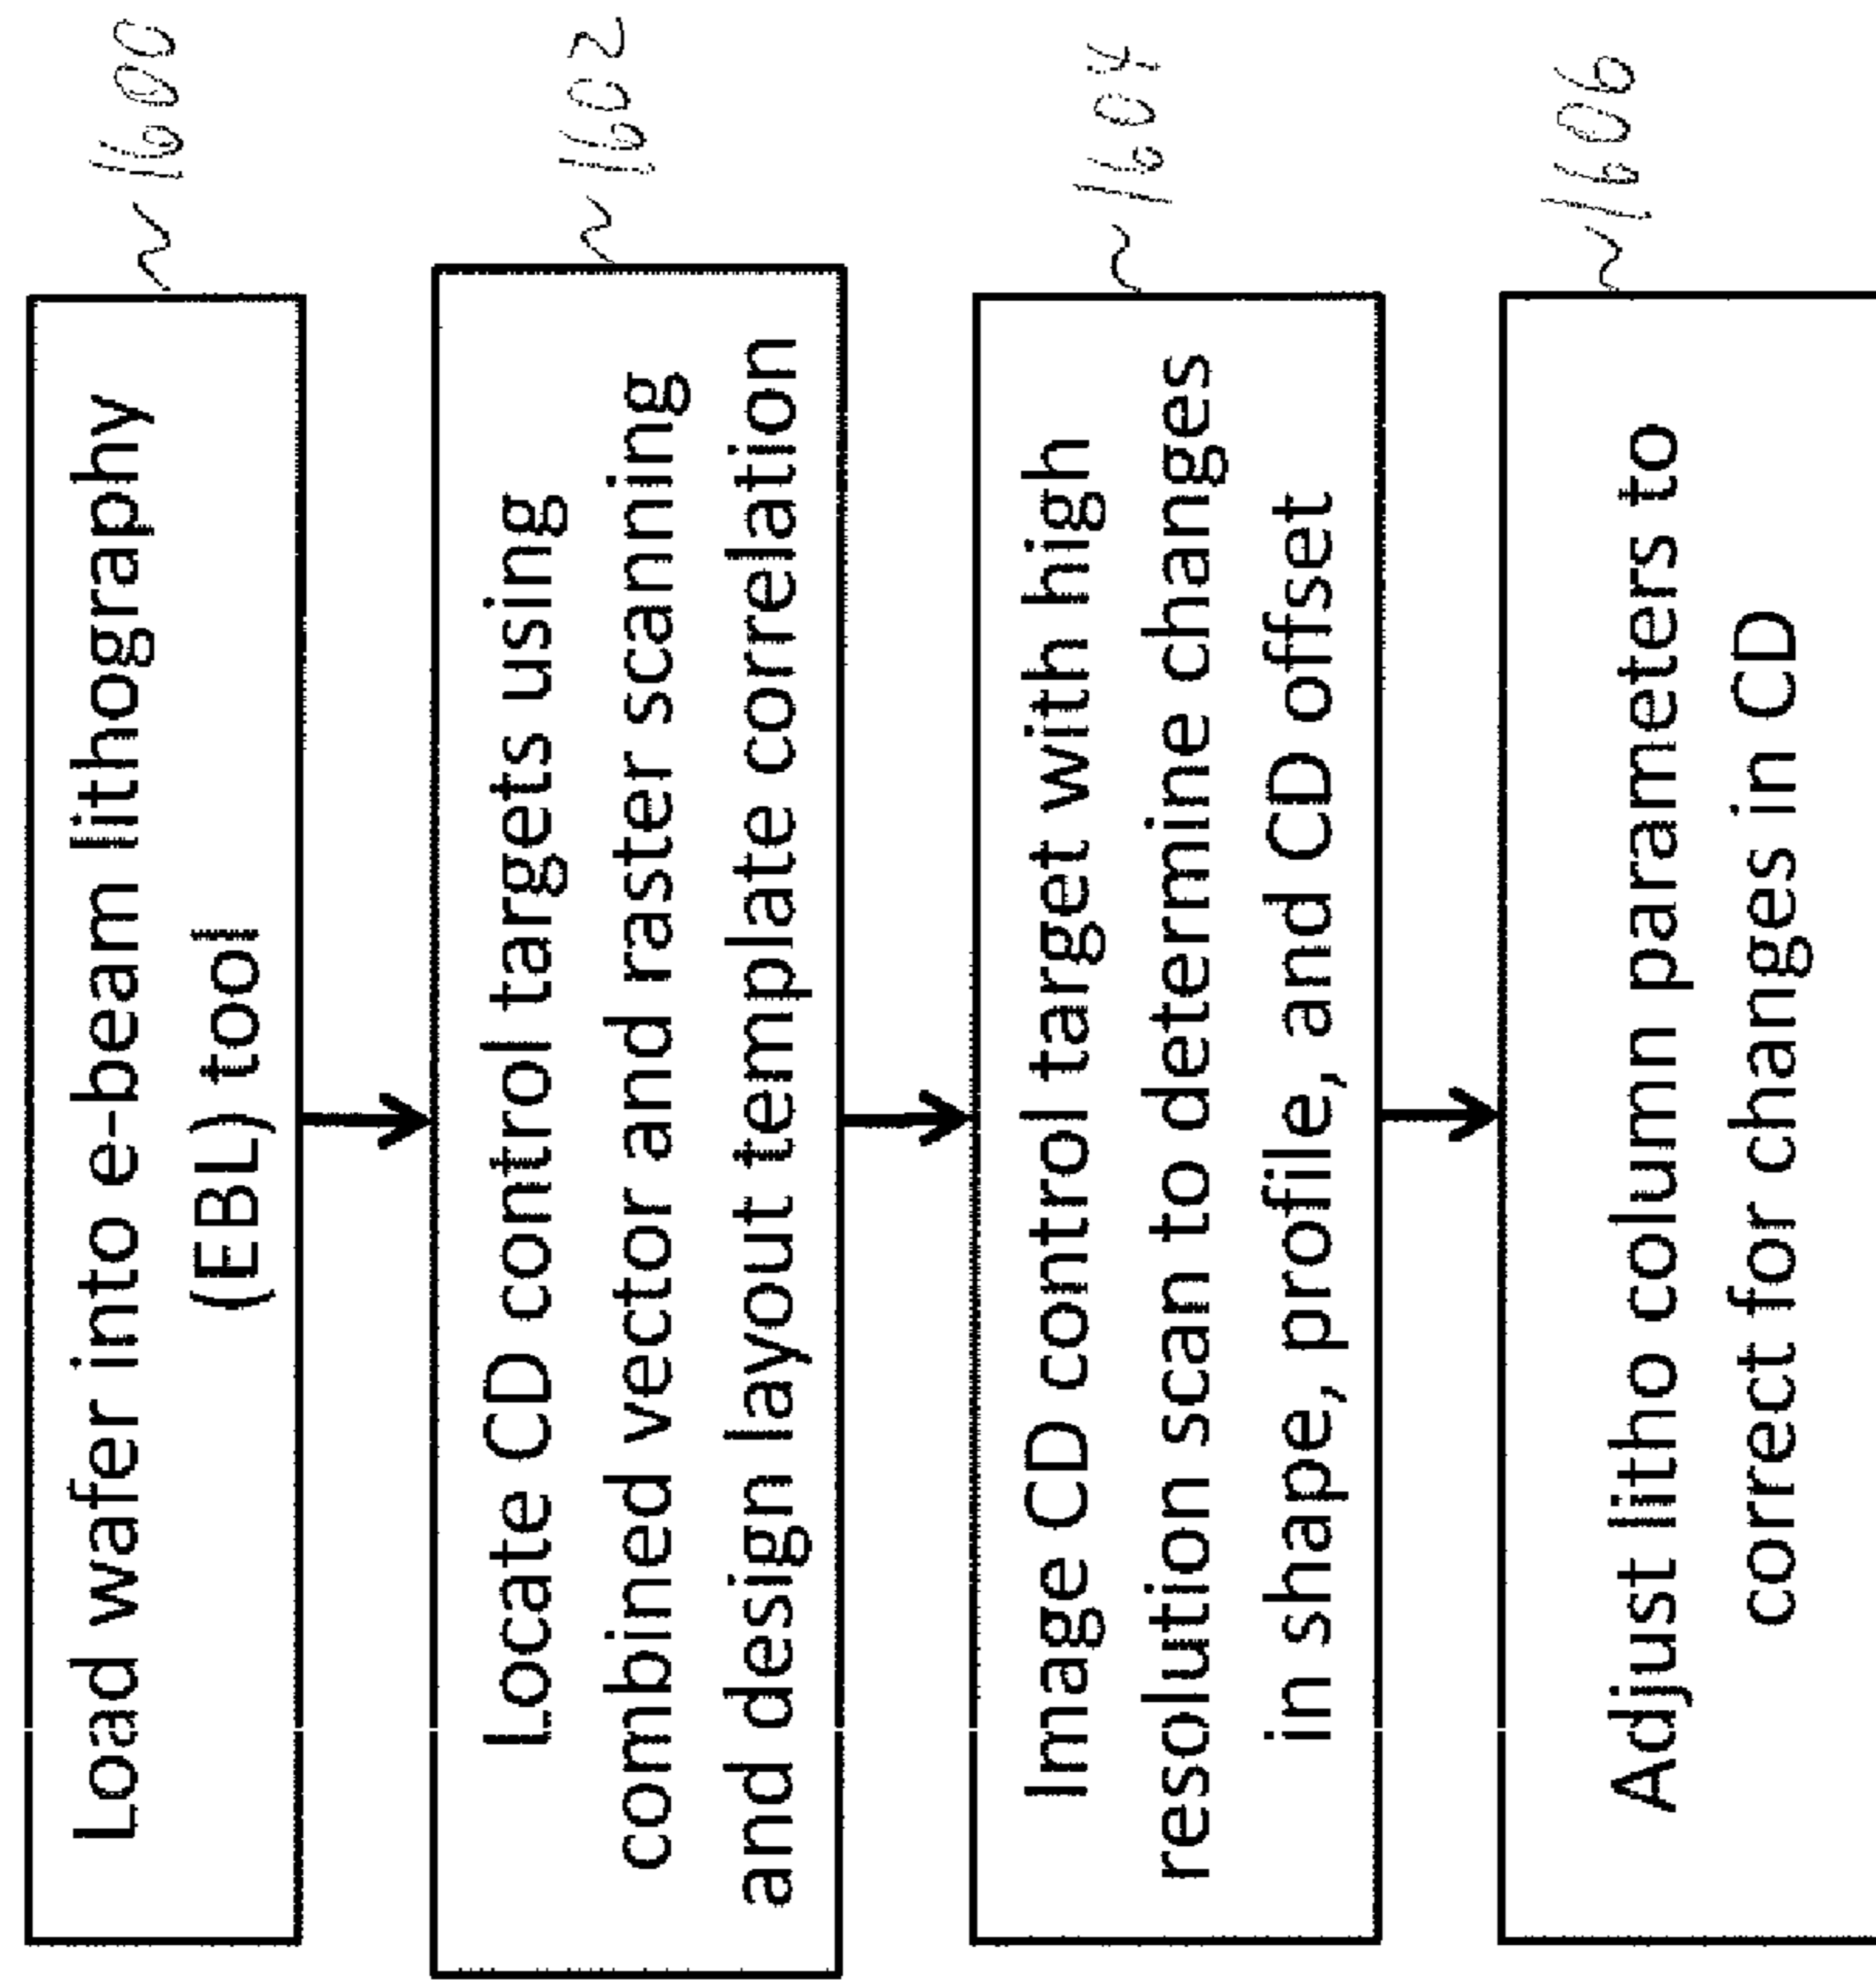 Load wafer into e-beam lithography
(EBL) tool
~1600
Locate CD control targets using
combined vector and raster scanning
and design layout template correlation
~1602
Image CD control target with high
resolution scan to determine changes
in shape, profile, and CD offset
~1604
Adjust litho column parameters to
correct for changes in CD
~1606